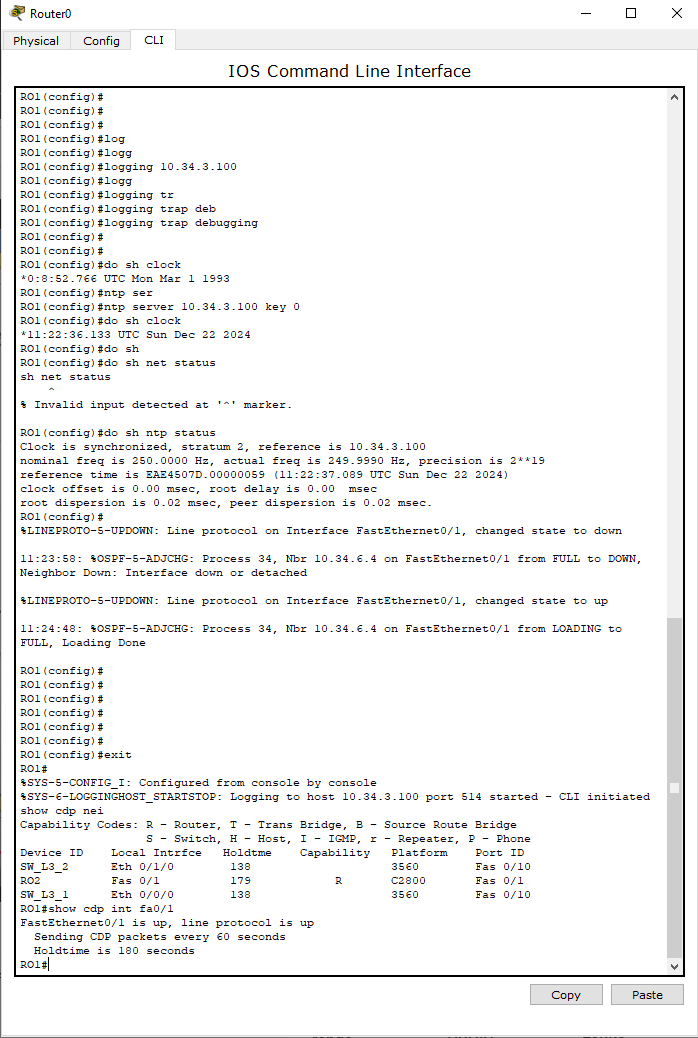 Router0
Physical Config CLI
IOS Command Line Interface
RO1(config)#
RO1(config)#
RO1(config)#
RO1(config)#log
RO1(config)#logg
RO1(config)#logging 10.34.3.100
RO1(config)#logg
RO1(config)#logging tr
RO1(config)#logging trap deb
RO1(config)#logging trap debugging
RO1(config)#
RO1(config)#
RO1(config)#do sh clock
*0:8:52.766 UTC Mon Mar 1 1993
RO1(config)#ntp ser
RO1(config)#ntp server 10.34.3.100 key 0
RO1(config)#do sh clock
*11:22:36.133 UTC Sun Dec 22 2024
RO1(config)#do sh
RO1(config)#do sh net status
sh net status
^
% Invalid input detected at '^' marker.
RO1(config)#do sh ntp status
Clock is synchronized, stratum 2, reference is 10.34.3.100
nominal freq is 250.0000 Hz, actual freq is 249.9990 Hz, precision is 2**19
reference time is EAE4507D.00000059 (11:22:37.089 UTC Sun Dec 22 2024)
clock offset is 0.00 msec, root delay is 0.00 msec
root dispersion is 0.02 msec, peer dispersion is 0.02 msec.
RO1(config)#
%LINEPROTO-5-UPDOWN: Line protocol on Interface FastEthernet0/1, changed state to down
11:23:58: %OSPF-5-ADJCHG: Process 34, Nbr 10.34.6.4 on FastEthernet0/1 from FULL to DOWN,
Neighbor Down: Interface down or detached
%LINEPROTO-5-UPDOWN: Line protocol on Interface FastEthernet0/1, changed state to up
11:24:48: %OSPF-5-ADJCHG: Process 34, Nbr 10.34.6.4 on FastEthernet0/1 from LOADING to
FULL, Loading Done
RO1(config)#
RO1(config)#
RO1(config)#
RO1(config)#
RO1(config)#
RO1(config)#
RO1(config)#exit
RO1#
%SYS-5-CONFIG_I: Configured from console by console
%SYS-6-LOGGINGHOST_STARTSTOP: Logging to host 10.34.3.100 port 514 started - CLI initiated
show cdp nei
Capability Codes: R - Router, T - Trans Bridge, B - Source Route Bridge
S - Switch, H - Host, I - IGMP, r - Repeater, P - Phone
Device ID Local Intrfce Holdtme Capability Platform Port ID
SW_L3_2 Eth 0/1/0 138 3560 Fas 0/10
RO2 Fas 0/1 179 R C2800 Fas 0/1
SW_L3_1 Eth 0/0/0 138 3560 Fas 0/10
RO1#show cdp int fa0/1
FastEthernet0/1 is up, line protocol is up
Sending CDP packets every 60 seconds
Holdtime is 180 seconds
RO1#
Copy Paste